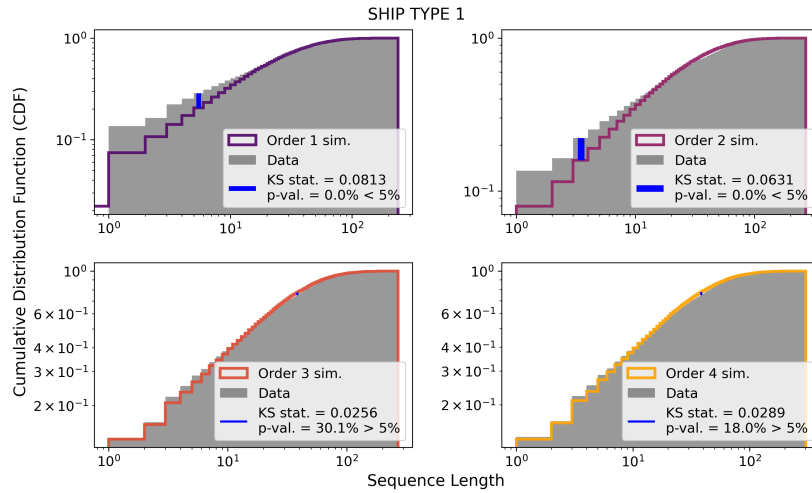 SHIP TYPE 1
Cumulative Distribution Function (CDF)
10⁰
10⁻¹
10⁰
10¹
10²
Order 1 sim.
Data
KS stat. = 0.0813
p-val. = 0.0% < 5%
10⁰
10⁻¹
10⁰
10¹
10²
Order 2 sim.
Data
KS stat. = 0.0631
p-val. = 0.0% < 5%
10⁰
6 × 10⁻¹
4 × 10⁻¹
3 × 10⁻¹
2 × 10⁻¹
10⁰
10¹
10²
Order 3 sim.
Data
KS stat. = 0.0256
p-val. = 30.1% > 5%
10⁰
6 × 10⁻¹
4 × 10⁻¹
3 × 10⁻¹
2 × 10⁻¹
10⁰
10¹
10²
Order 4 sim.
Data
KS stat. = 0.0289
p-val. = 18.0% > 5%
Sequence Length